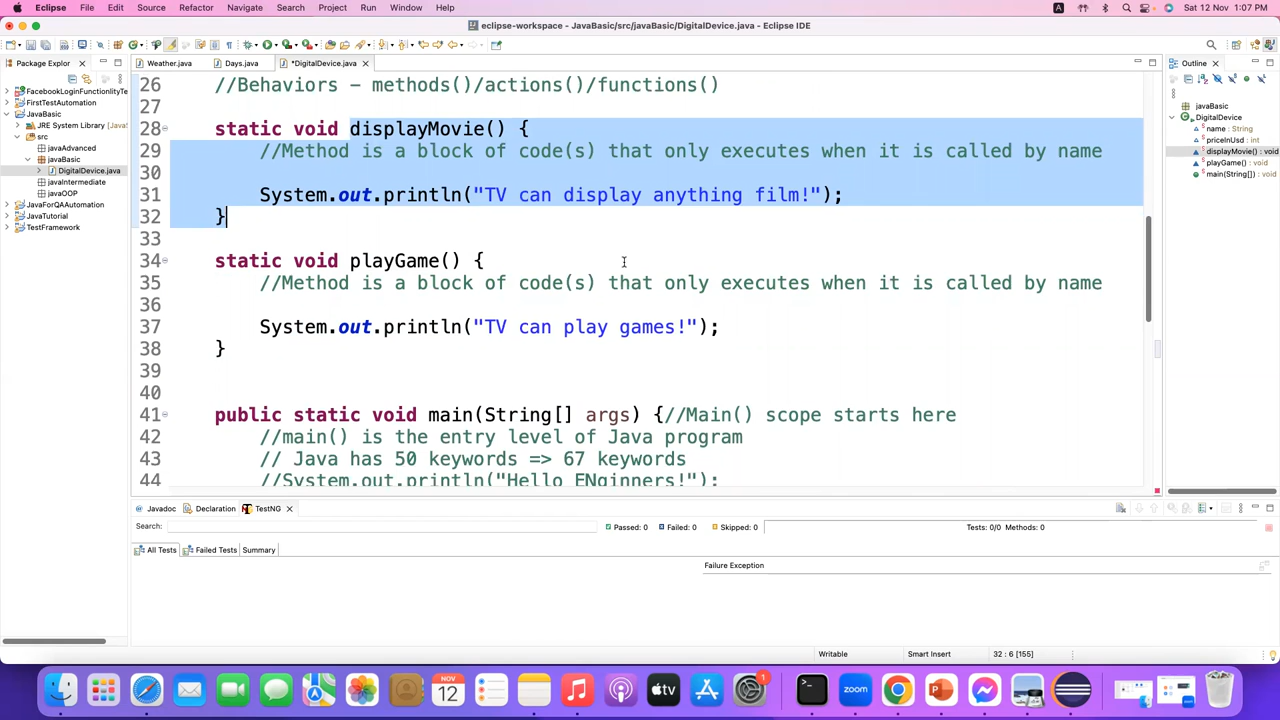 Eclipse File Edit Source Refactor Navigate Search Project Run Window Help
Sat 12 Nov 1:07 PM
eclipse-workspace - JavaBasic/src/javaBasic/DigitalDevice.java - Eclipse IDE
Package Explor
Weather.java
Days.java
*DigitalDevice.java
Outline
FacebookLoginFunctionlityTe
FirstTestAutomation
JavaBasic
JRE System Library [JavaS
src
javaAdvanced
javaBasic
DigitalDevice.java
javaIntermediate
javaOOP
JavaForQAAutomation
JavaTutorial
TestFramework
26 //Behaviors - methods()/actions()/functions()
27
28 static void displayMovie() {
29 //Method is a block of code(s) that only executes when it is called by name
30
31 System.out.println("TV can display anything film!");
32 }
33
34 static void playGame() {
35 //Method is a block of code(s) that only executes when it is called by name
36
37 System.out.println("TV can play games!");
38 }
39
40
41 public static void main(String[] args) {//Main() scope starts here
42 //main() is the entry level of Java program
43 // Java has 50 keywords => 67 keywords
44 //System.out.println("Hello ENginners!");
javaBasic
DigitalDevice
name : String
priceInUsd : int
displayMovie() : void
playGame() : void
main(String[]) : void
Javadoc Declaration TestNG
Search:
Passed: 0 Failed: 0 Skipped: 0
Tests: 0/0 Methods: 0
All Tests Failed Tests Summary
Failure Exception
Writable
Smart Insert
32 : 6 [155]
NOV
12
tv
zoom
1